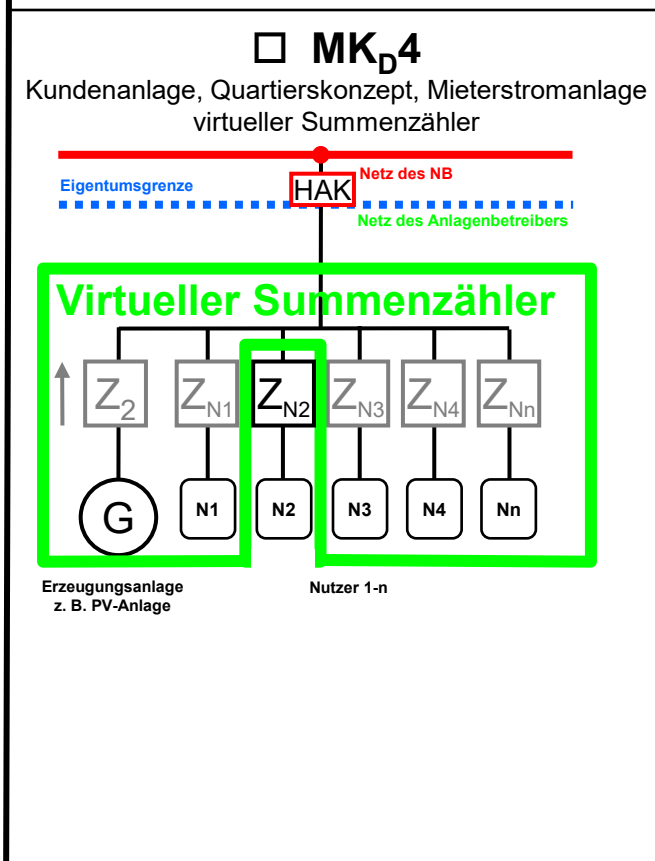 ☐ MKD4
Kundenanlage, Quartierskonzept, Mieterstromanlage
virtueller Summenzähler
Netz des NB
Eigentumsgrenze
HAK
Netz des Anlagenbetreibers
Virtueller Summenzähler
Z2 ZN1 ZN2 ZN3 ZN4 ZNn
G N1 N2 N3 N4 Nn
Erzeugungsanlage
z. B. PV-Anlage
Nutzer 1-n